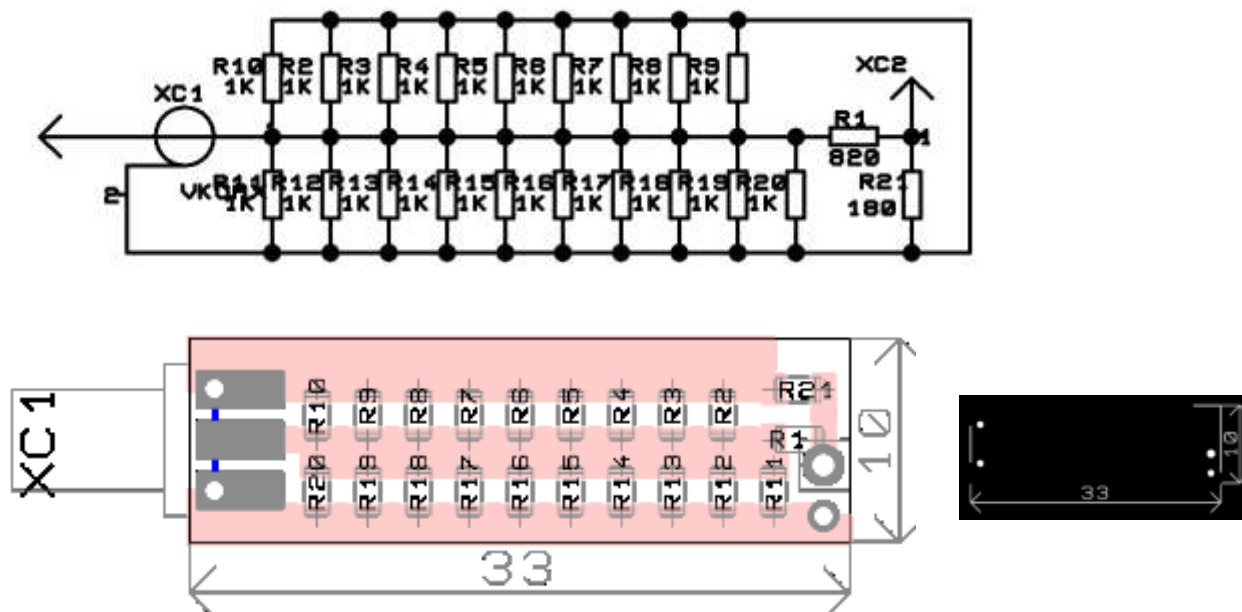 R10 R2 R3 R4 R5 R6 R7 R8 R9
1K 1K 1K 1K 1K 1K 1K 1K 1K
XC2
XC1
R1
1
820
2
R11 R12 R13 R14 R15 R16 R17 R18 R19 R20
R21
1K 1K 1K 1K 1K 1K 1K 1K 1K 1K
180
XC1
R10 R9 R8 R7 R6 R5 R4 R3 R2
R21
R1
R20 R19 R18 R17 R16 R15 R14 R13 R12 R11
10
33
10
33